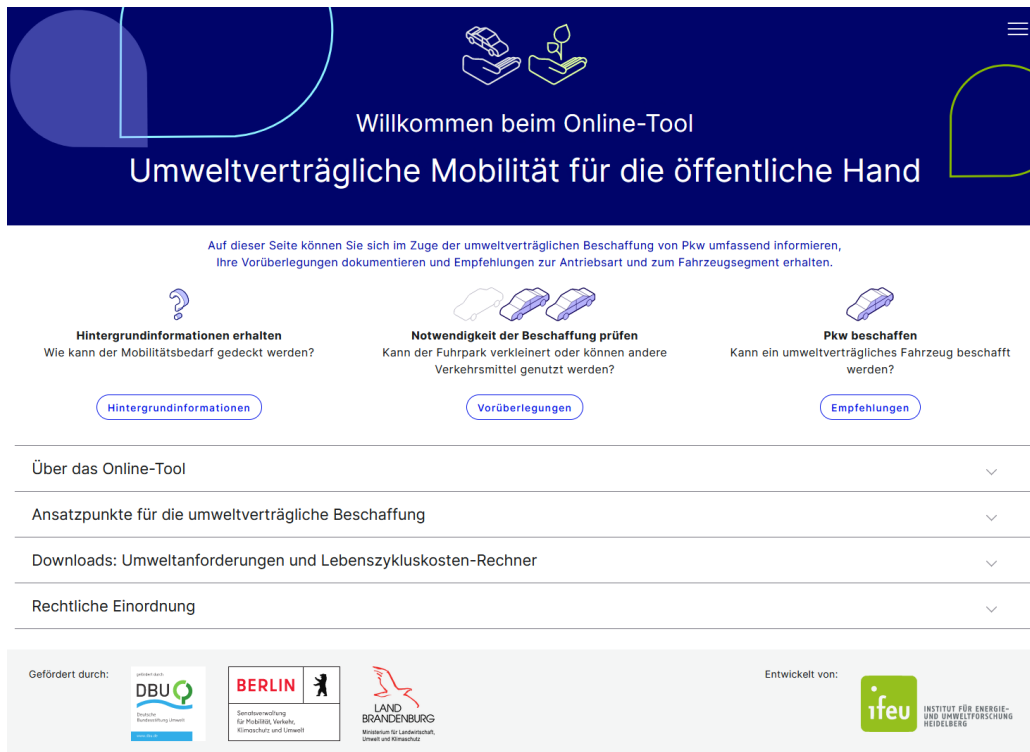 Willkommen beim Online-Tool
Umweltverträgliche Mobilität für die öffentliche Hand
Auf dieser Seite können Sie sich im Zuge der umweltverträglichen Beschaffung von Pkw umfassend informieren,
Ihre Vorüberlegungen dokumentieren und Empfehlungen zur Antriebsart und zum Fahrzeugsegment erhalten.
Hintergrundinformationen erhalten
Wie kann der Mobilitätsbedarf gedeckt werden?
Hintergrundinformationen
Notwendigkeit der Beschaffung prüfen
Kann der Fuhrpark verkleinert oder können andere
Verkehrsmittel genutzt werden?
Vorüberlegungen
Pkw beschaffen
Kann ein umweltverträgliches Fahrzeug beschafft
werden?
Empfehlungen
Über das Online-Tool
Ansatzpunkte für die umweltverträgliche Beschaffung
Downloads: Umweltanforderungen und Lebenszykluskosten-Rechner
Rechtliche Einordnung
Gefördert durch:
gefördert durch
DBU
Deutsche
Bundesstiftung Umwelt
www.dbu.de
BERLIN
Senatsverwaltung
für Mobilität, Verkehr,
Klimaschutz und Umwelt
LAND
BRANDENBURG
Ministerium für Landwirtschaft,
Umwelt und Klimaschutz
Entwickelt von:
ifeu
INSTITUT FÜR ENERGIE-
UND UMWELTFORSCHUNG
HEIDELBERG